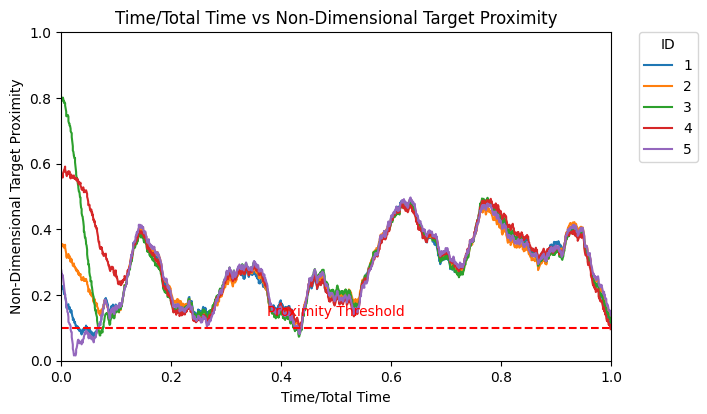 Time/Total Time vs Non-Dimensional Target Proximity
ID
1
2
3
4
5
Non-Dimensional Target Proximity
1.0
0.8
0.6
0.4
0.2
0.0
Proximity Threshold
0.0 0.2 0.4 0.6 0.8 1.0
Time/Total Time